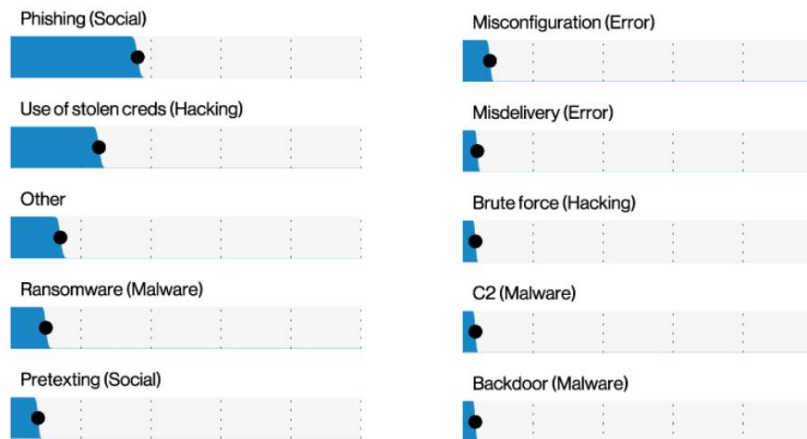 Phishing (Social)
Use of stolen creds (Hacking)
Other
Ransomware (Malware)
Pretexting (Social)
Misconfiguration (Error)
Misdelivery (Error)
Brute force (Hacking)
C2 (Malware)
Backdoor (Malware)